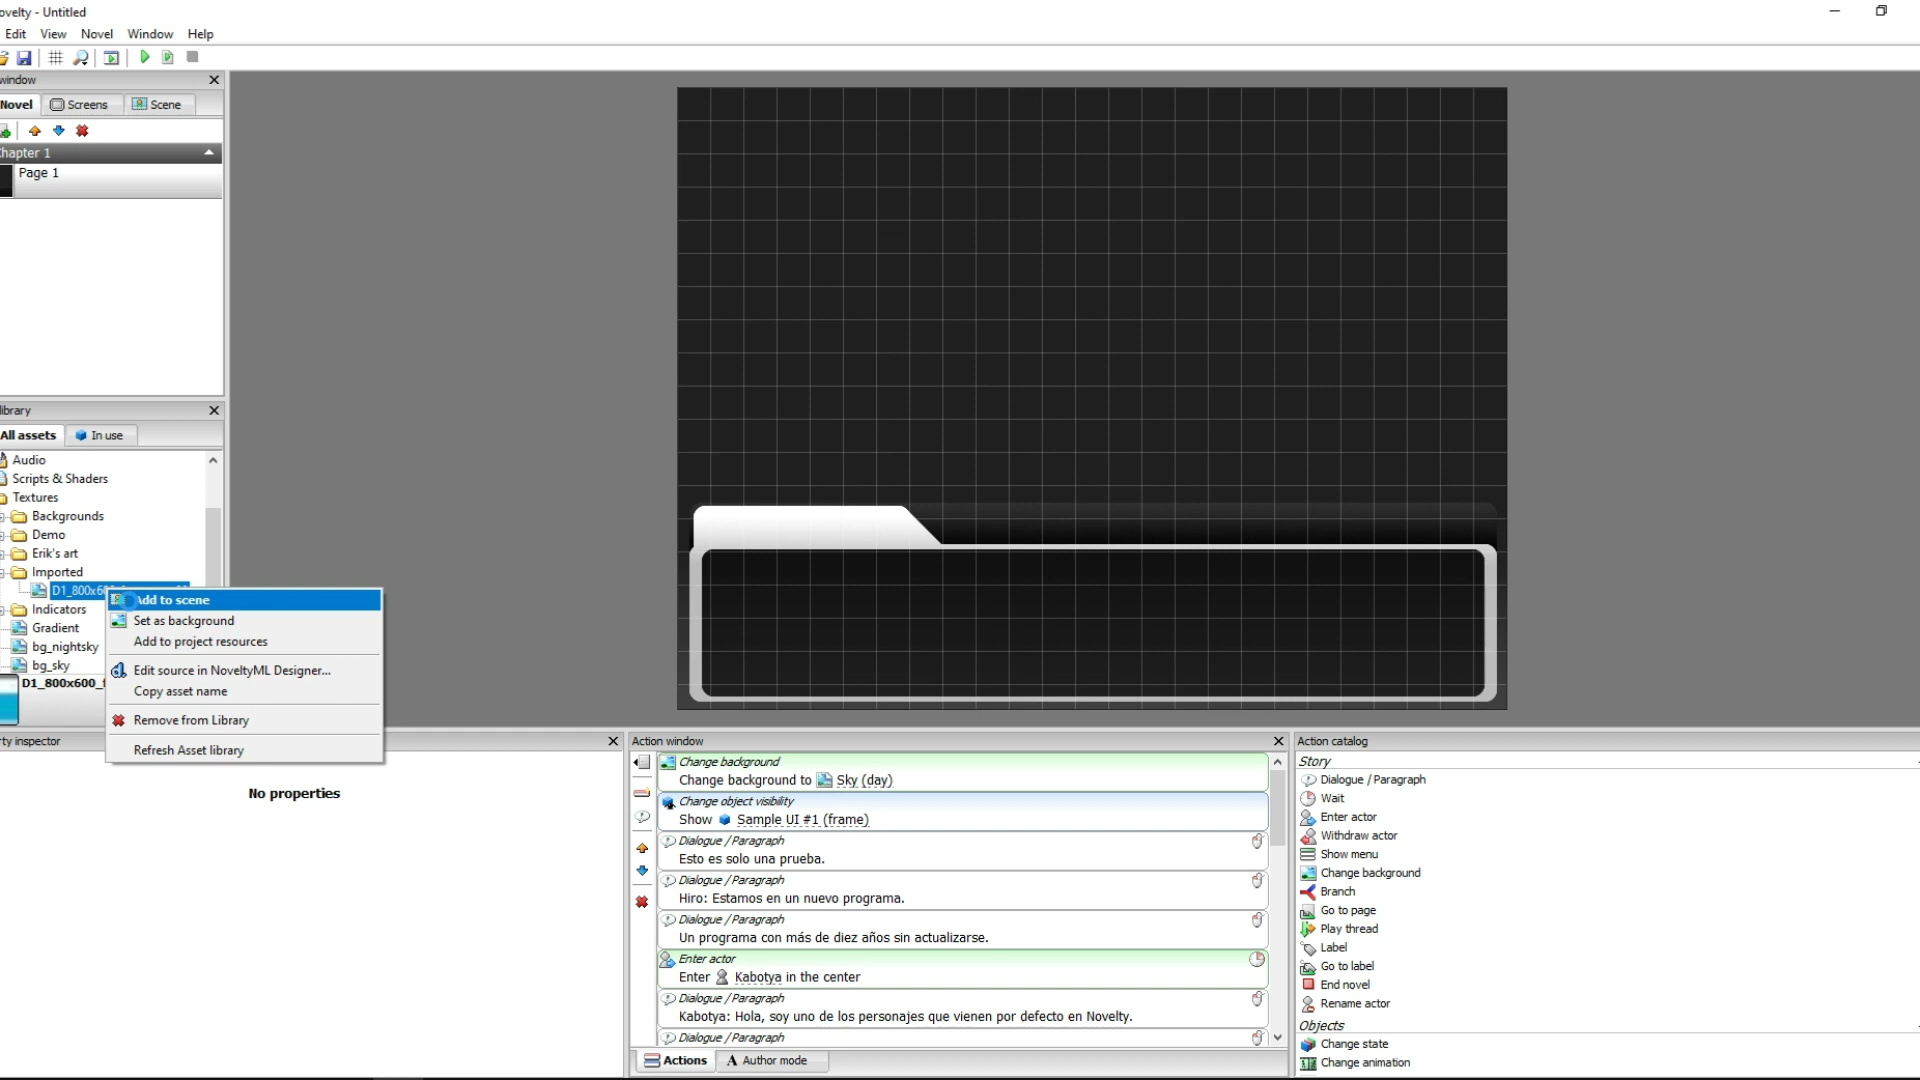 ovelty - Untitled
Edit View Novel Window Help
window
Novel Screens Scene
hapter 1
Page 1
library
All assets In use
Audio
Scripts & Shaders
Textures
Backgrounds
Demo
Erik's art
Imported
D1_800x60
Indicators
Gradient
bg_nightsky
bg_sky
D1_800x600_f
Add to scene
Set as background
Add to project resources
Edit source in NoveltyML Designer...
Copy asset name
Remove from Library
Refresh Asset library
ty inspector
No properties
Action window
Change background
Change background to Sky (day)
Change object visibility
Show Sample UI #1 (frame)
Dialogue / Paragraph
Esto es solo una prueba.
Dialogue / Paragraph
Hiro: Estamos en un nuevo programa.
Dialogue / Paragraph
Un programa con más de diez años sin actualizarse.
Enter actor
Enter Kabotya in the center
Dialogue / Paragraph
Kabotya: Hola, soy uno de los personajes que vienen por defecto en Novelty.
Dialogue / Paragraph
Actions A Author mode
Action catalog
Story
Dialogue / Paragraph
Wait
Enter actor
Withdraw actor
Show menu
Change background
Branch
Go to page
Play thread
Label
Go to label
End novel
Rename actor
Objects
Change state
Change animation